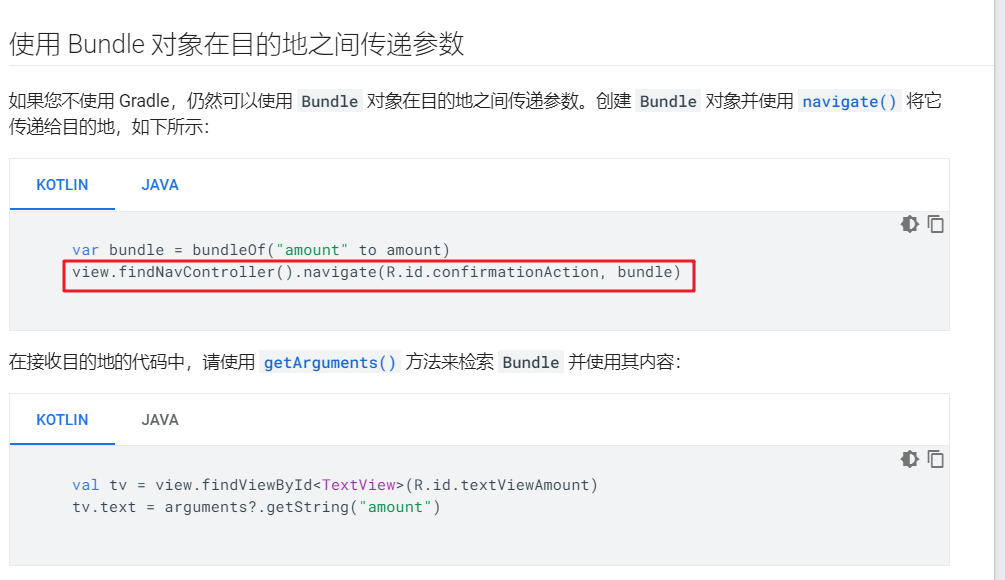 使用 Bundle 对象在目的地之间传递参数
如果您不使用 Gradle，仍然可以使用 Bundle 对象在目的地之间传递参数。创建 Bundle 对象并使用 navigate() 将它
传递给目的地，如下所示：
KOTLIN JAVA
var bundle = bundleOf("amount" to amount)
view.findNavController().navigate(R.id.confirmationAction, bundle)
在接收目的地的代码中，请使用 getArguments() 方法来检索 Bundle 并使用其内容：
KOTLIN JAVA
val tv = view.findViewById<TextView>(R.id.textViewAmount)
tv.text = arguments?.getString("amount")